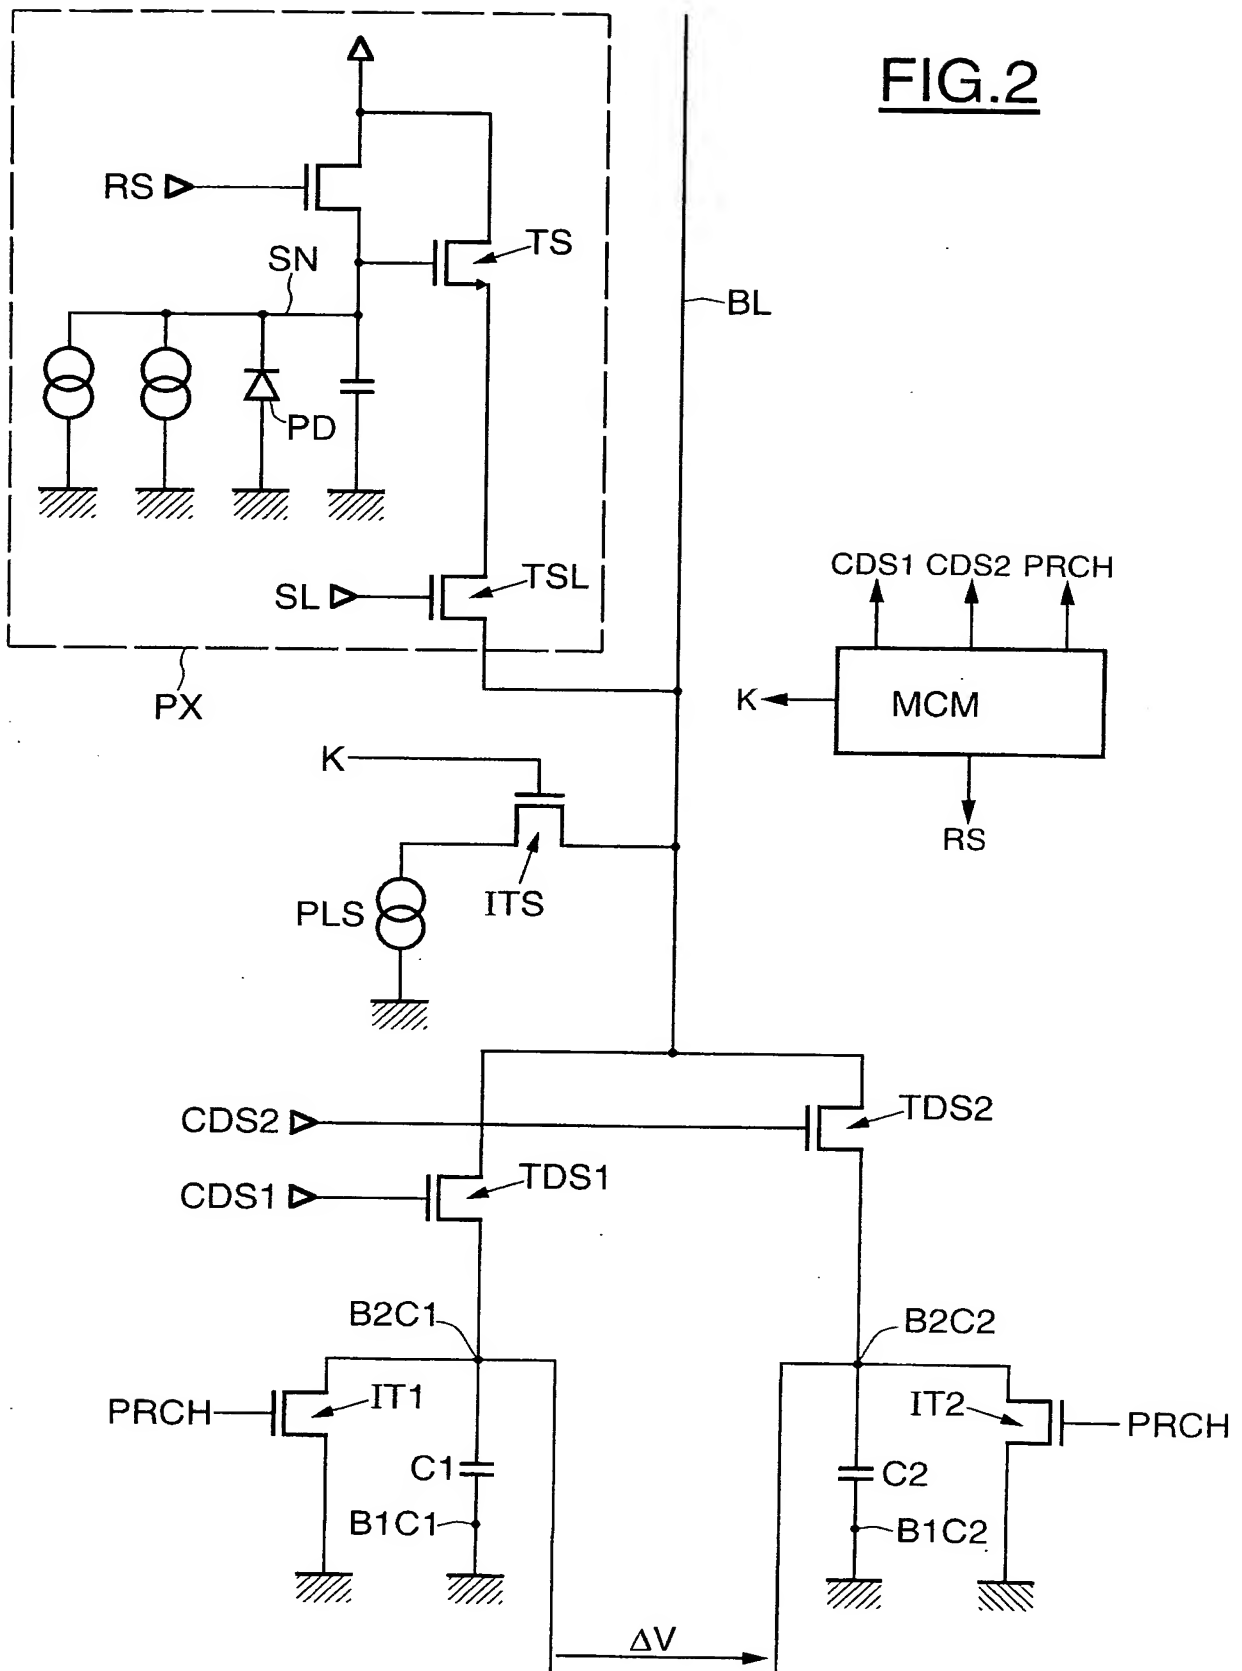 FIG.2
RS
TS
SN
BL
PD
TSL
SL
CDS1 CDS2 PRCH
PX
K
MCM
K
RS
ITS
PLS
CDS2
TDS2
CDS1
TDS1
B2C1
B2C2
PRCH
IT1
IT2
PRCH
C1
C2
B1C1
B1C2
ΔV